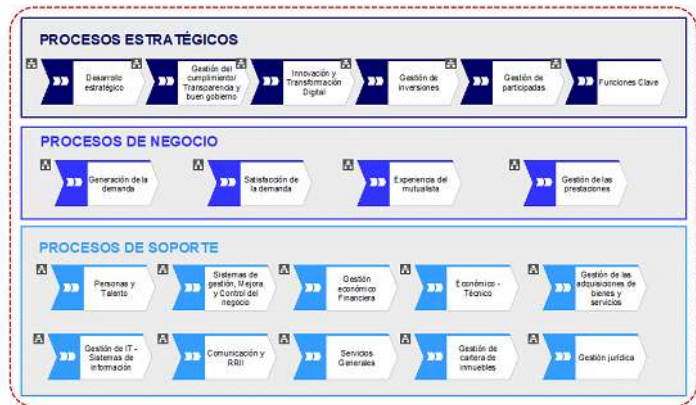 PROCESOS ESTRATÉGICOS
Desarrollo
estratégico
Gestión del
cumplimiento/
Transparencia y
buen gobierno
Innovación y
Transformación
Digital
Gestión de
inversiones
Gestión de
participadas
Funciones Clave
PROCESOS DE NEGOCIO
Generación de la
demanda
Satisfacción de
la demanda
Experiencia del
mutualista
Gestión de las
prestaciones
PROCESOS DE SOPORTE
Personas y
Talento
Sistemas de
gestión, Mejora
y Control del
negocio
Gestión
económico
Financiera
Económico -
Técnico
Gestión de las
adquisiciones de
bienes y
servicios
Gestión de IT -
Sistemas de
información
Comunicación y
RRII
Servicios
Generales
Gestión de
cartera de
inmuebles
Gestión jurídica